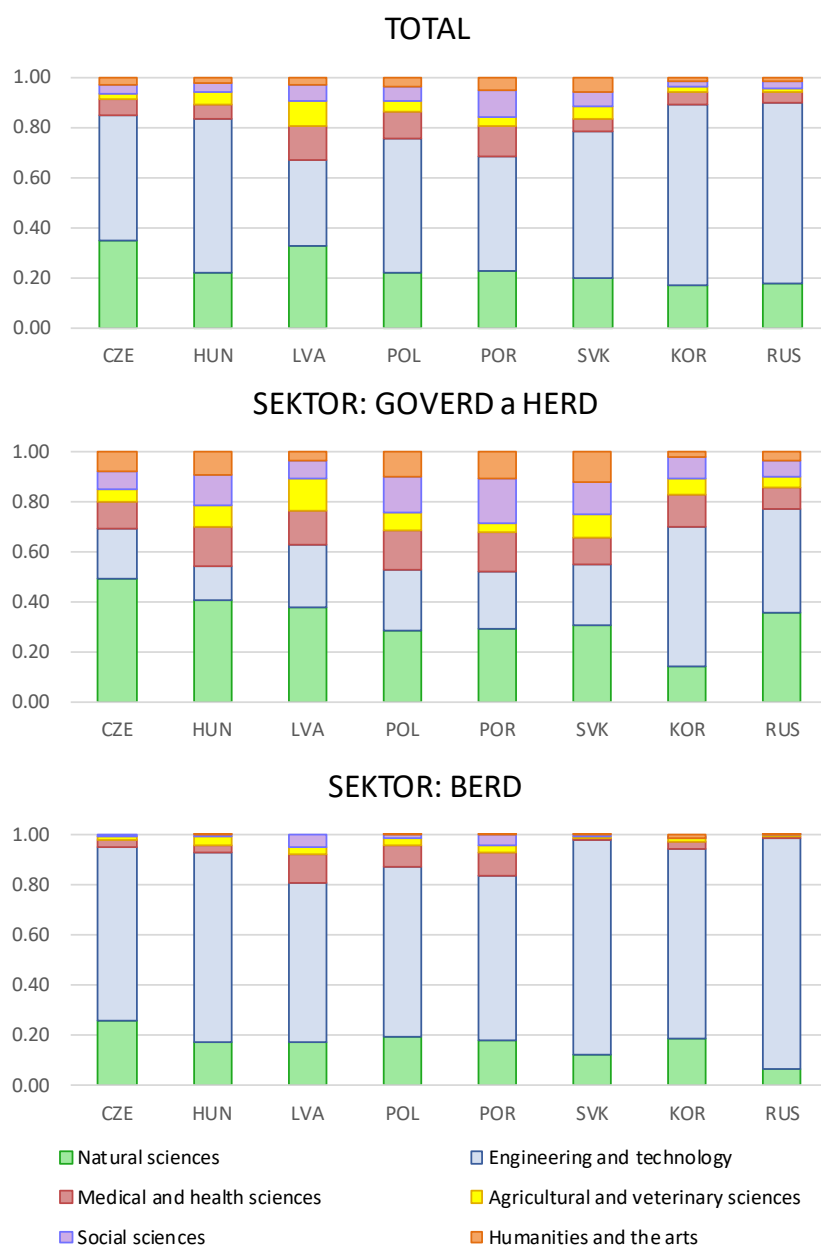 TOTAL
1.00
0.80
0.60
0.40
0.20
0.00
CZE HUN LVA POL POR SVK KOR RUS
SEKTOR: GOVERD a HERD
1.00
0.80
0.60
0.40
0.20
0.00
CZE HUN LVA POL POR SVK KOR RUS
SEKTOR: BERD
1.00
0.80
0.60
0.40
0.20
0.00
CZE HUN LVA POL POR SVK KOR RUS
Natural sciences Engineering and technology
Medical and health sciences Agricultural and veterinary sciences
Social sciences Humanities and the arts